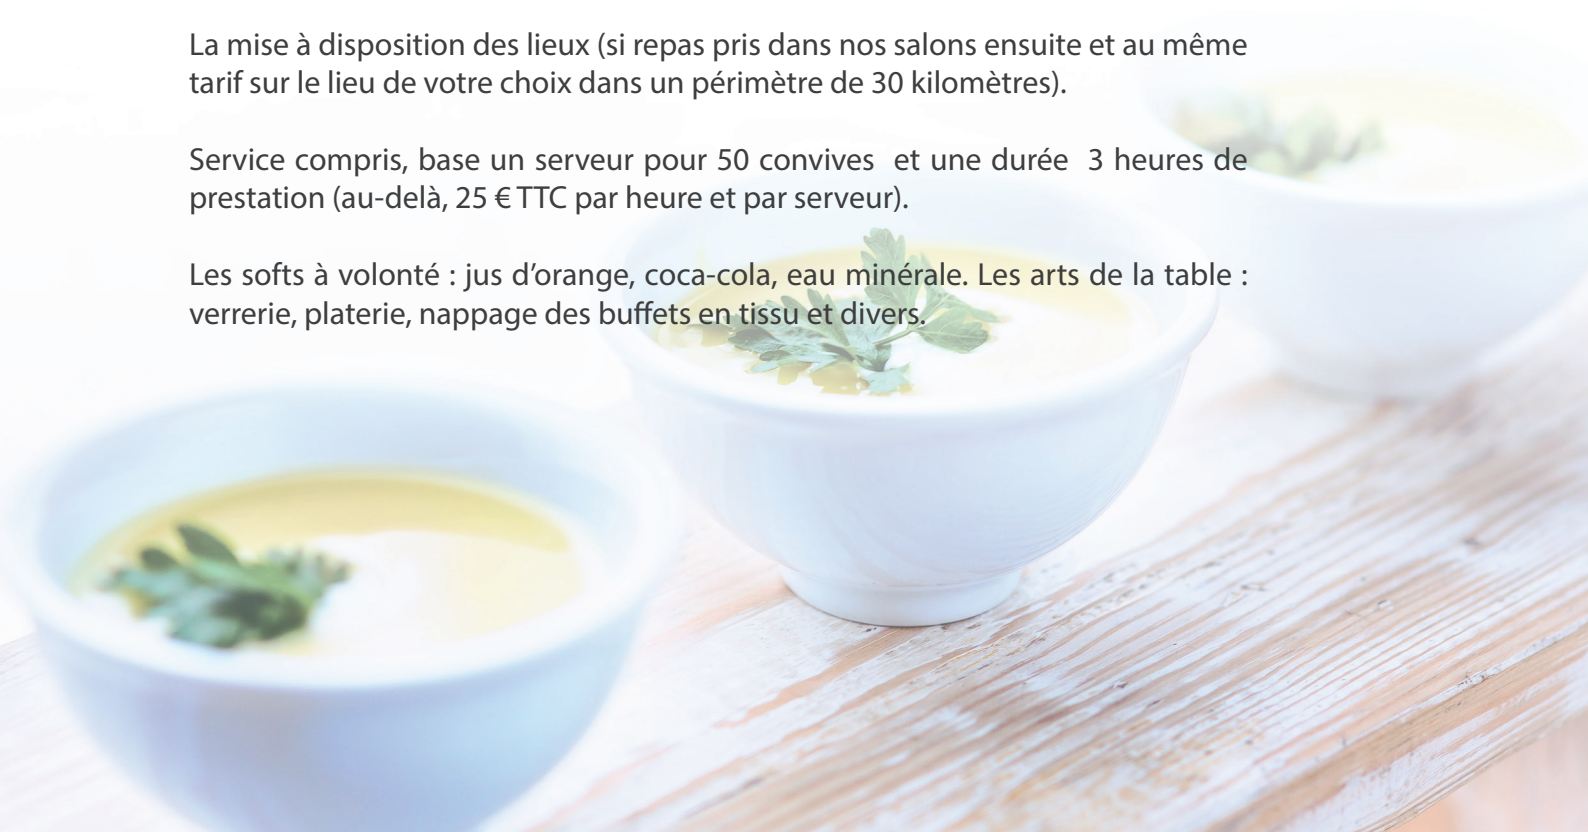 La mise à disposition des lieux (si repas pris dans nos salons ensuite et au même
tarif sur le lieu de votre choix dans un périmètre de 30 kilomètres).
Service compris, base un serveur pour 50 convives  et une durée  3 heures de
prestation (au-delà, 25 € TTC par heure et par serveur).
Les softs à volonté : jus d’orange, coca-cola, eau minérale. Les arts de la table :
verrerie, platerie, nappage des buffets en tissu et divers.